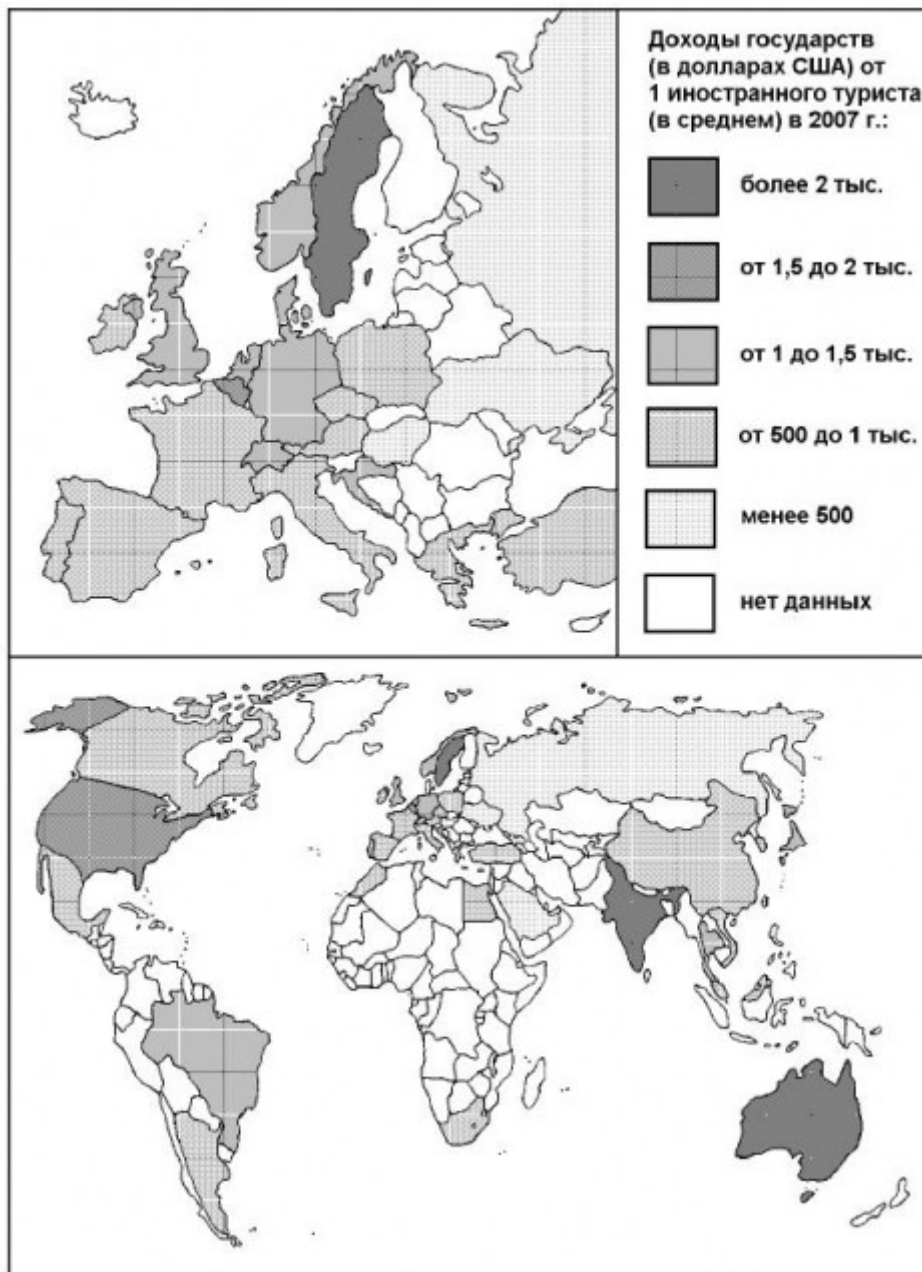 Доходы государств
(в долларах США) от
1 иностранного туриста
(в среднем) в 2007 г.:
более 2 тыс.
от 1,5 до 2 тыс.
от 1 до 1,5 тыс.
от 500 до 1 тыс.
менее 500
нет данных